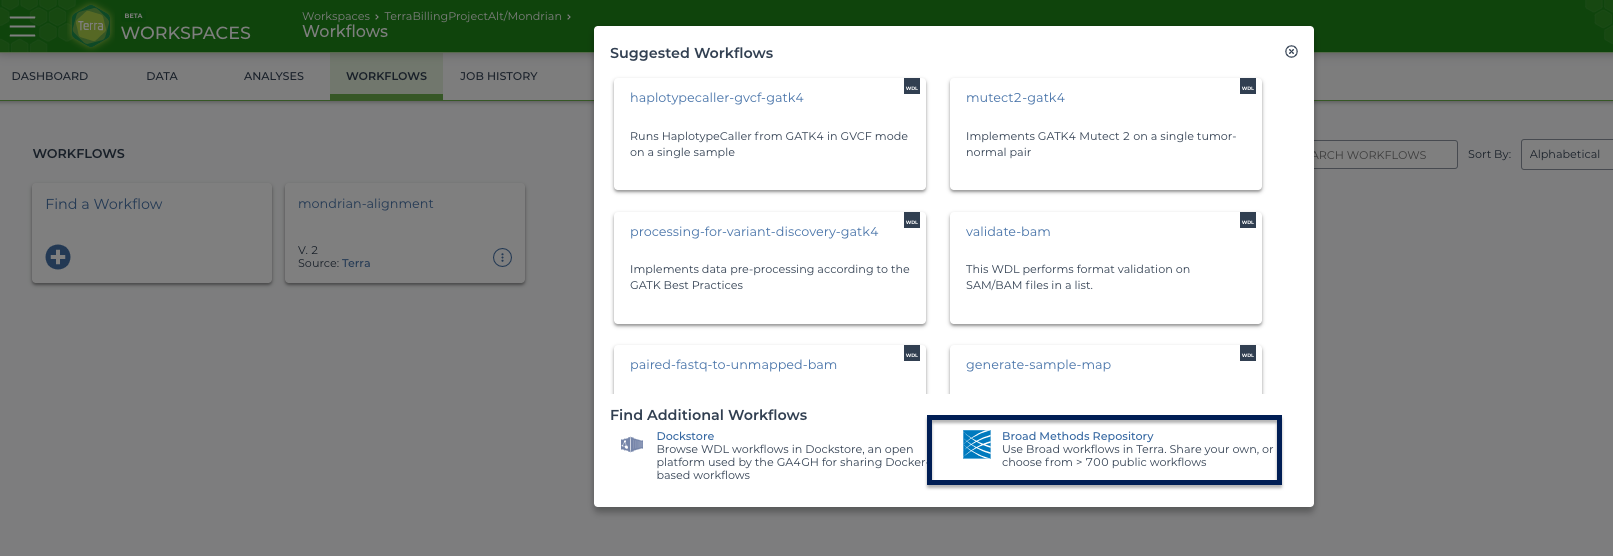 Terra
BETA
WORKSPACES
Workspaces › TerraBillingProjectAlt/Mondrian ›
Workflows
DASHBOARD
DATA
ANALYSES
WORKFLOWS
JOB HISTORY
WORKFLOWS
Find a Workflow
mondrian-alignment
V. 2
Source: Terra
RCH WORKFLOWS
Sort By:
Alphabetical
Suggested Workflows
haplotypecaller-gvcf-gatk4
WDL
Runs HaplotypeCaller from GATK4 in GVCF mode
on a single sample
mutect2-gatk4
WDL
Implements GATK4 Mutect 2 on a single tumor-
normal pair
processing-for-variant-discovery-gatk4
WDL
Implements data pre-processing according to the
GATK Best Practices
validate-bam
WDL
This WDL performs format validation on
SAM/BAM files in a list.
paired-fastq-to-unmapped-bam
WDL
generate-sample-map
WDL
Find Additional Workflows
Dockstore
Browse WDL workflows in Dockstore, an open
platform used by the GA4GH for sharing Docker-
based workflows
Broad Methods Repository
Use Broad workflows in Terra. Share your own, or
choose from > 700 public workflows